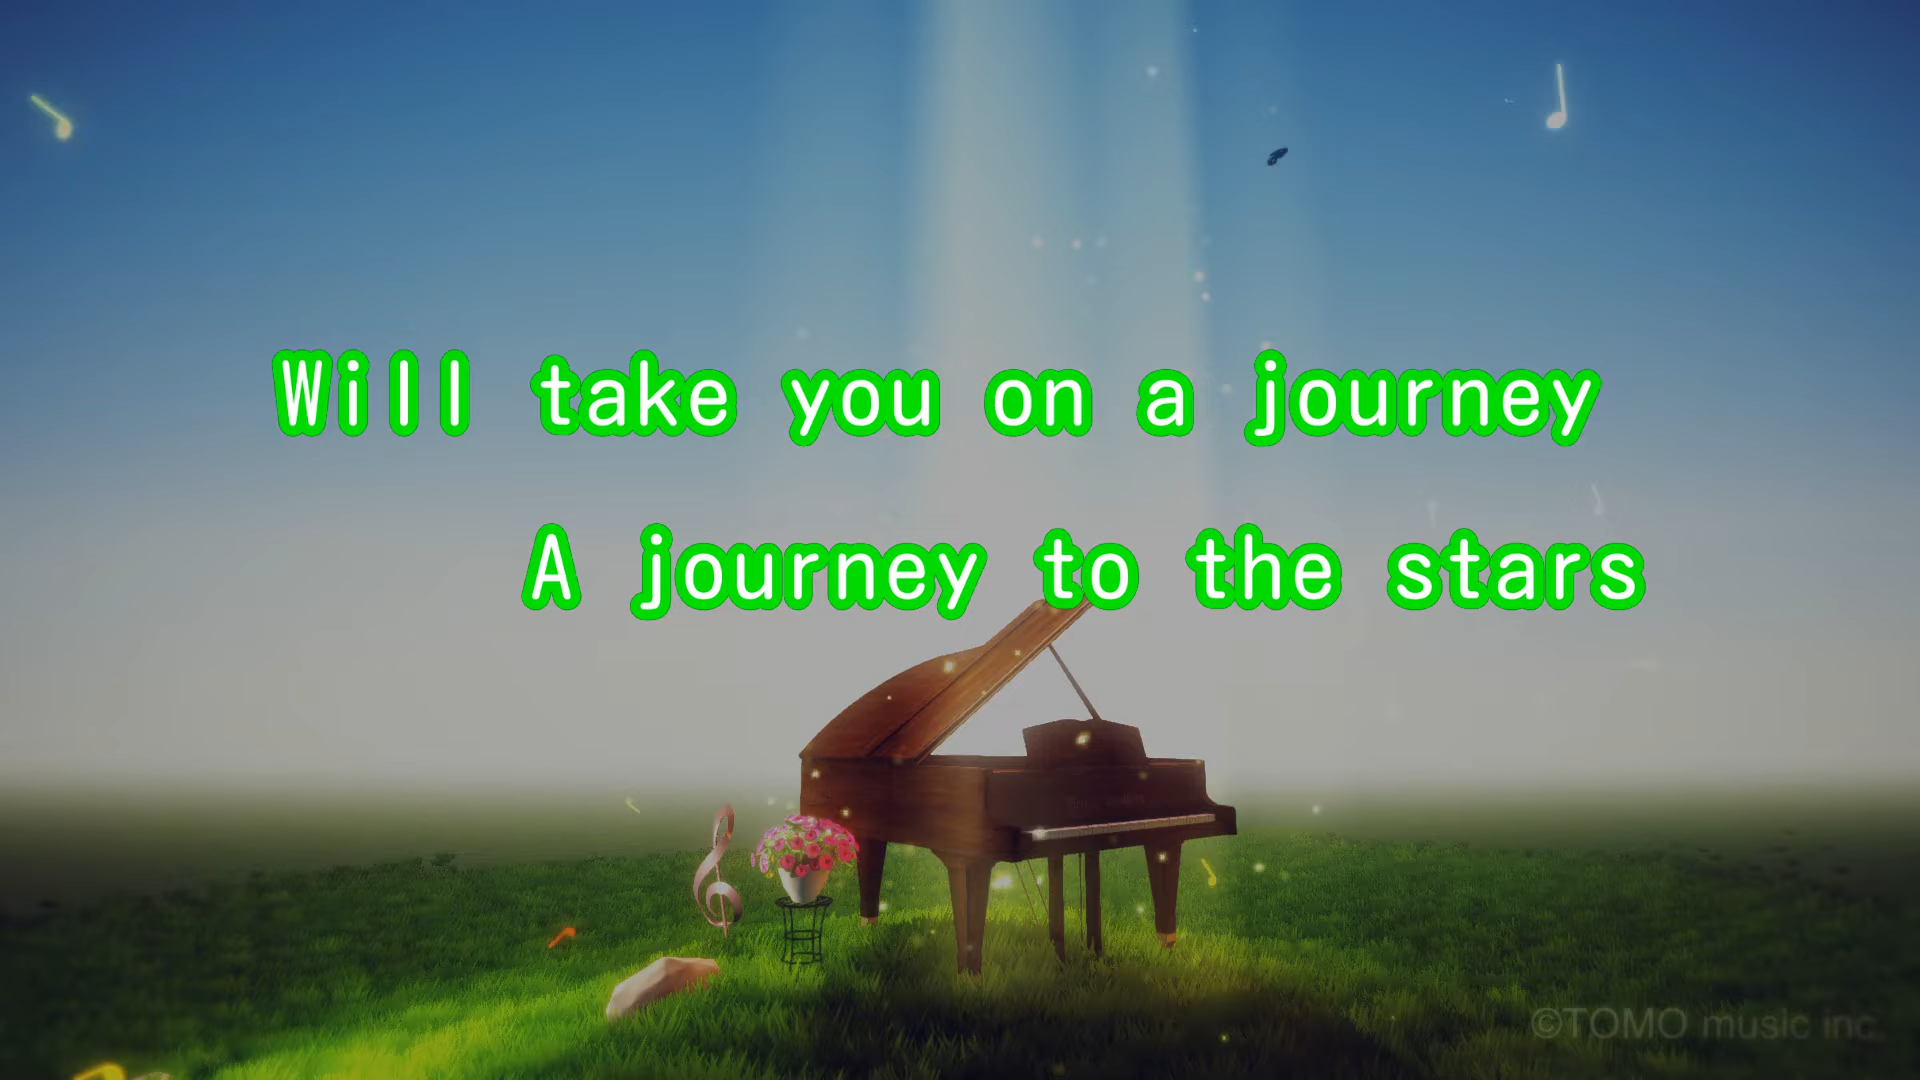 Will take you on a journey
A journey to the stars
©TOMO music inc